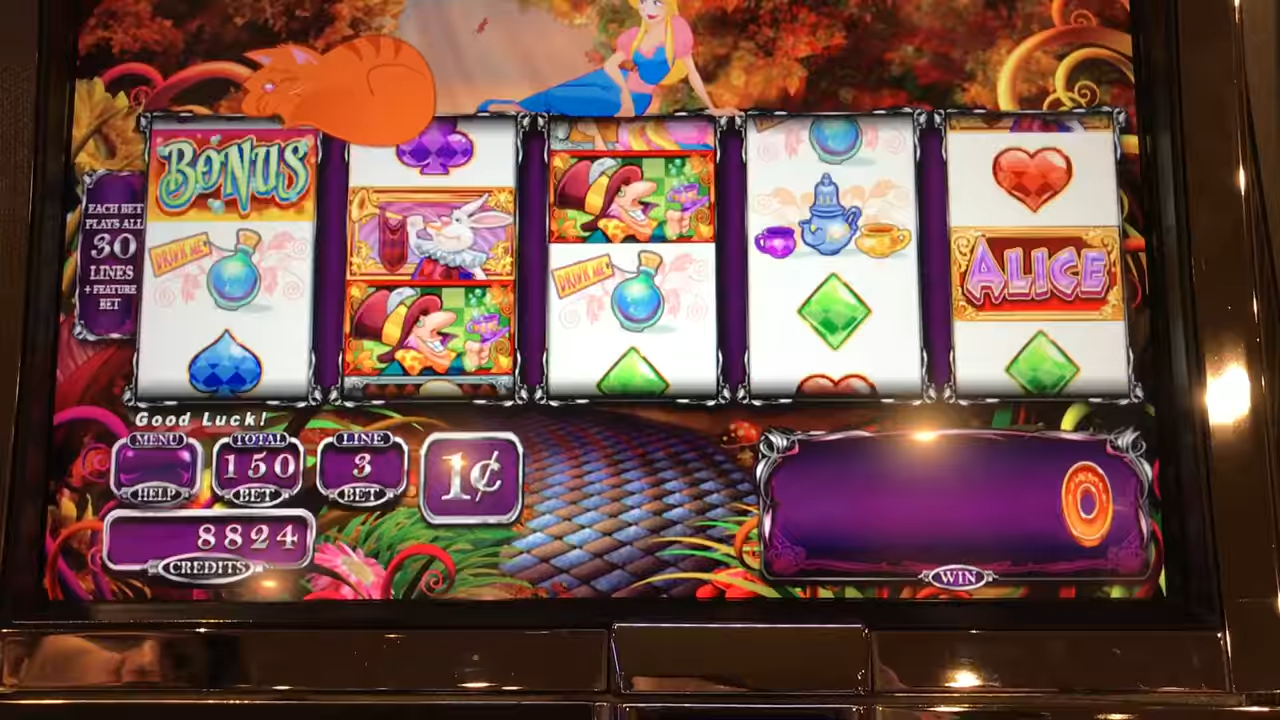 BONUS
DRINK ME
EACH BET
PLAYS ALL
30
LINES
+ FEATURE
BET
DRINK ME
ALICE
Good Luck!
MENU
HELP
TOTAL
150
BET
LINE
3
BET
1¢
8824
CREDITS
0
WIN